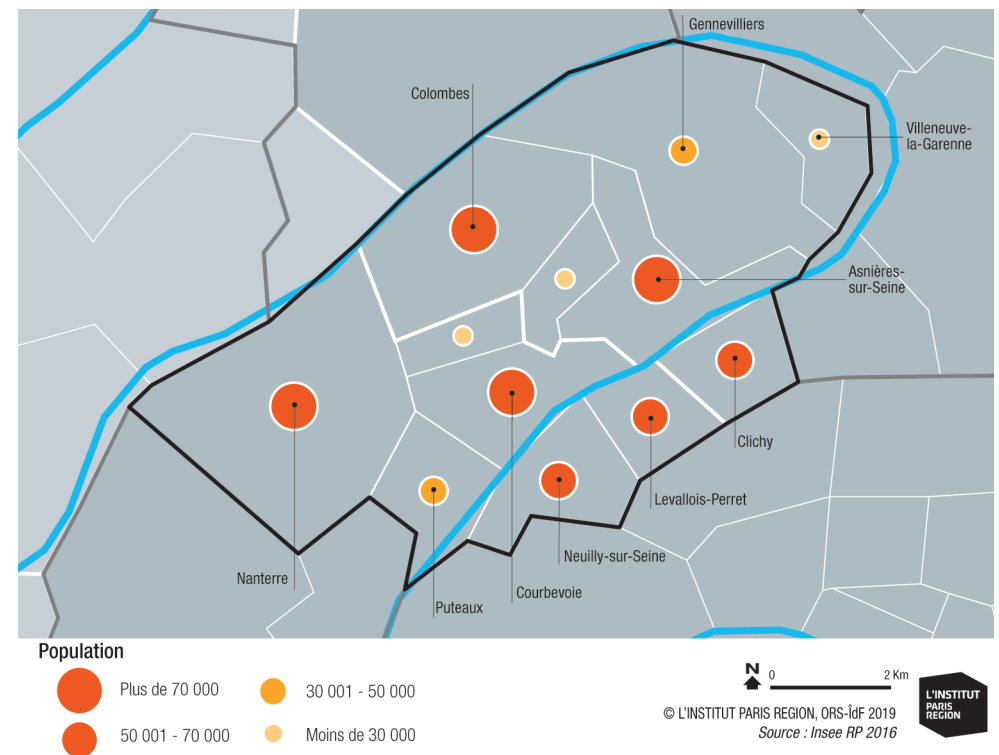 Gennevilliers
Colombes
Villeneuve-
la-Garenne
Asnières-
sur-Seine
Clichy
Levallois-Perret
Neuilly-sur-Seine
Nanterre
Courbevoie
Puteaux
Population
Plus de 70 000
30 001 - 50 000
50 001 - 70 000
Moins de 30 000
N
0 2 Km
© L'INSTITUT PARIS REGION, ORS-ÎdF 2019
Source : Insee RP 2016
L'INSTITUT
PARIS
REGION